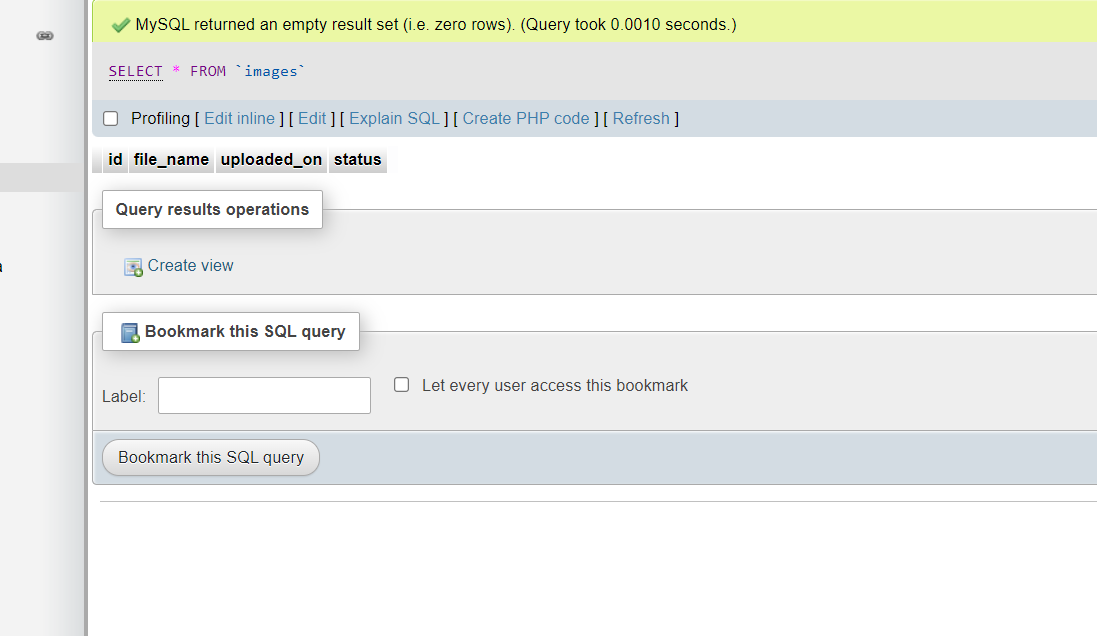 MySQL returned an empty result set (i.e. zero rows). (Query took 0.0010 seconds.)
SELECT * FROM `images`
Profiling [ Edit inline ] [ Edit ] [ Explain SQL ] [ Create PHP code ] [ Refresh ]
id file_name uploaded_on status
Query results operations
Create view
Bookmark this SQL query
Label: Let every user access this bookmark
Bookmark this SQL query